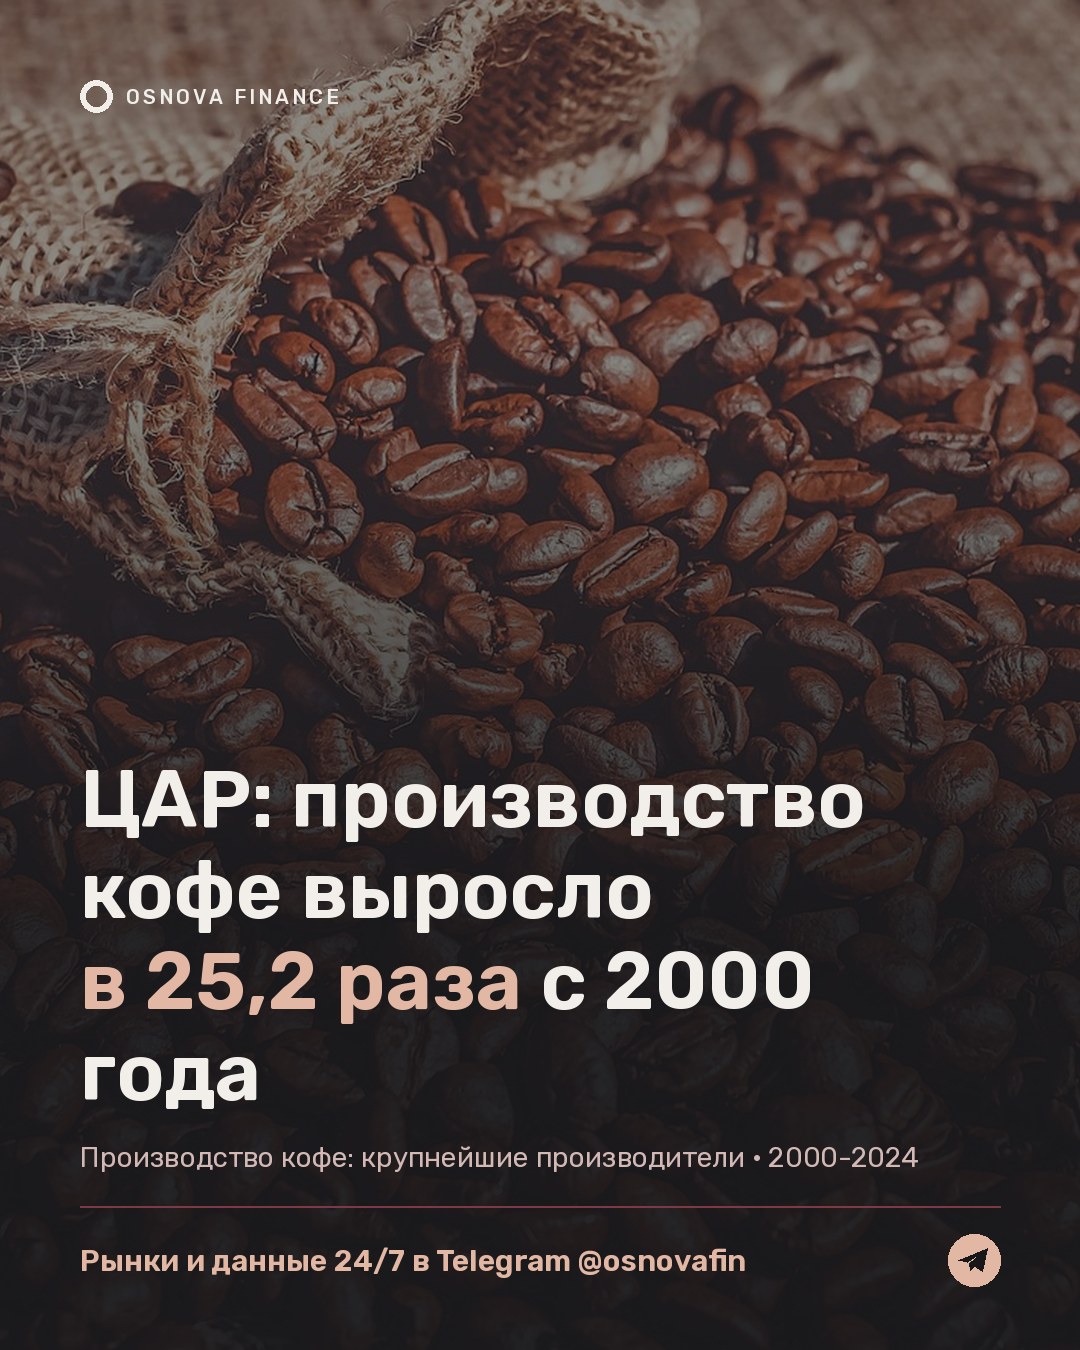 OSNOVA FINANCE
ЦАР: производство
кофе выросло
в 25,2 раза с 2000
года
Производство кофе: крупнейшие производители • 2000-2024
Рынки и данные 24/7 в Telegram @osnovafin